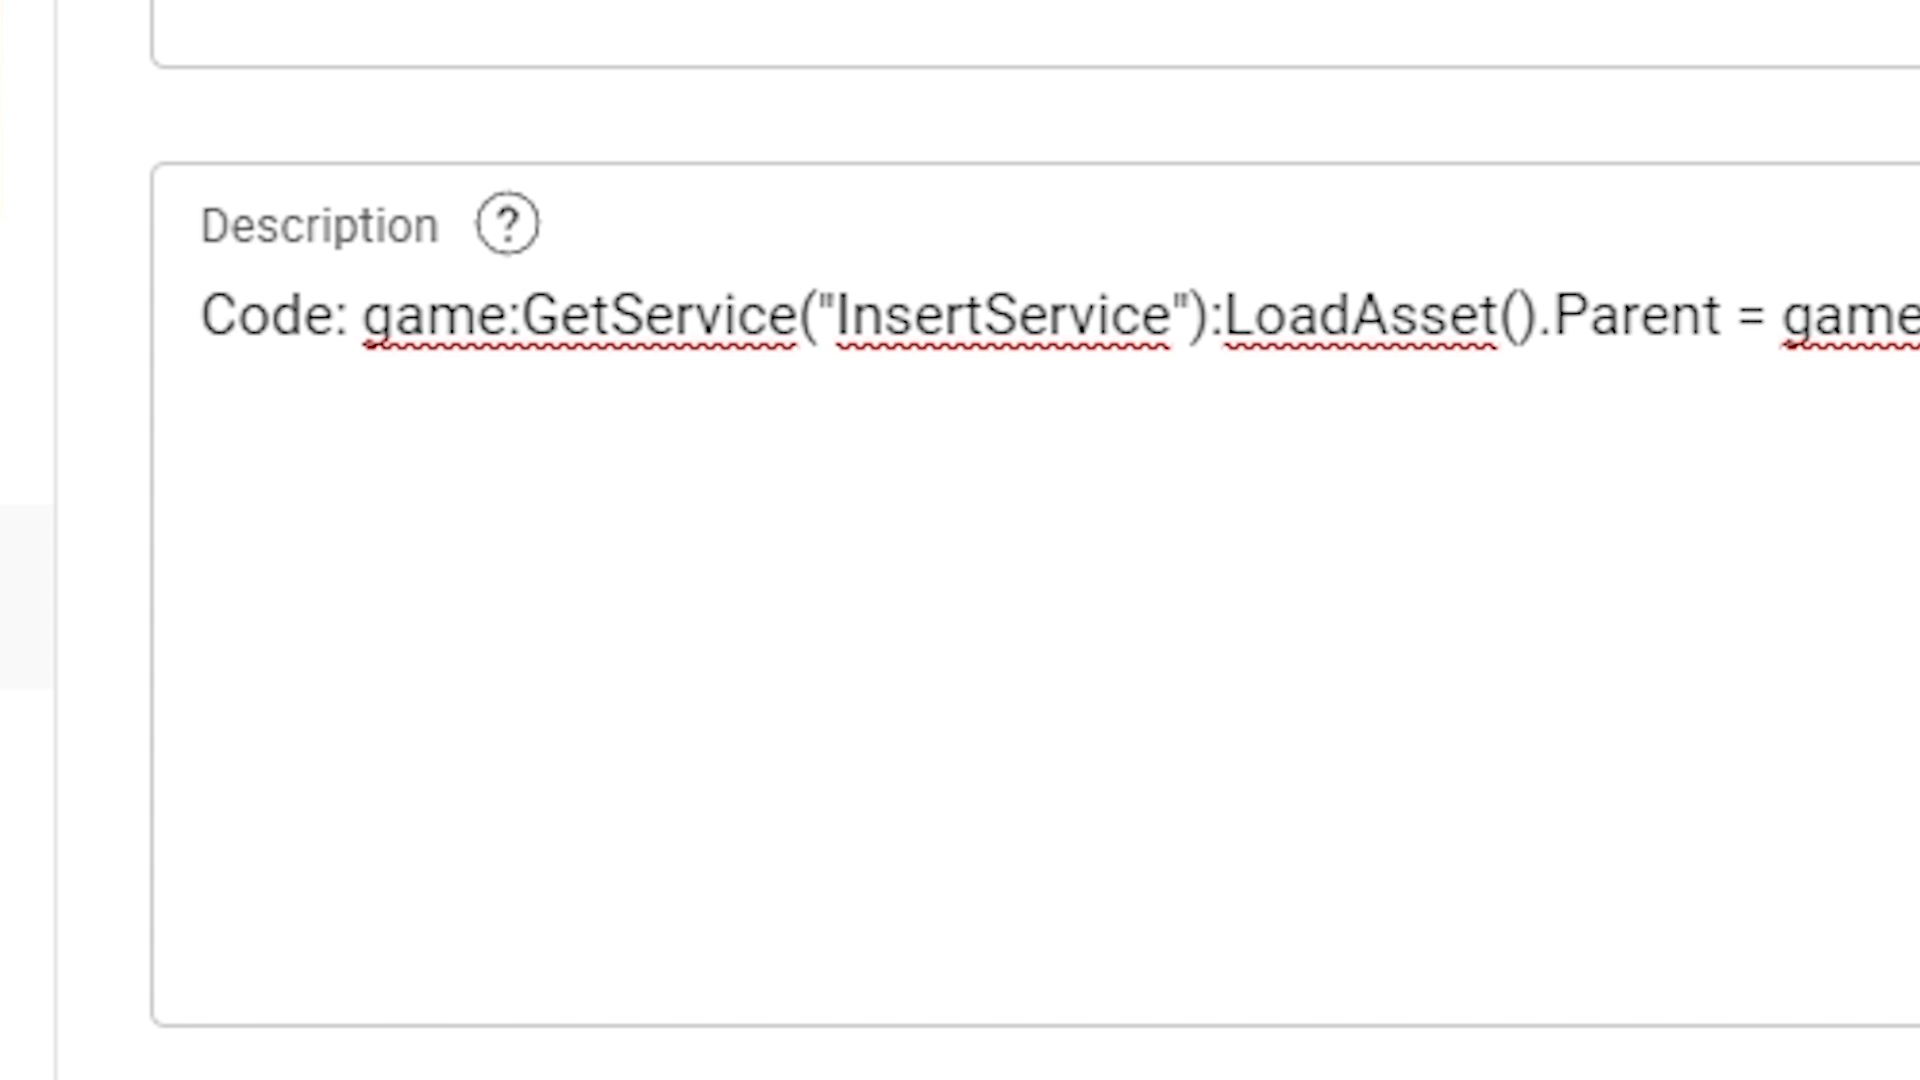 Description ?
Code: game:GetService("InsertService"):LoadAsset().Parent = game